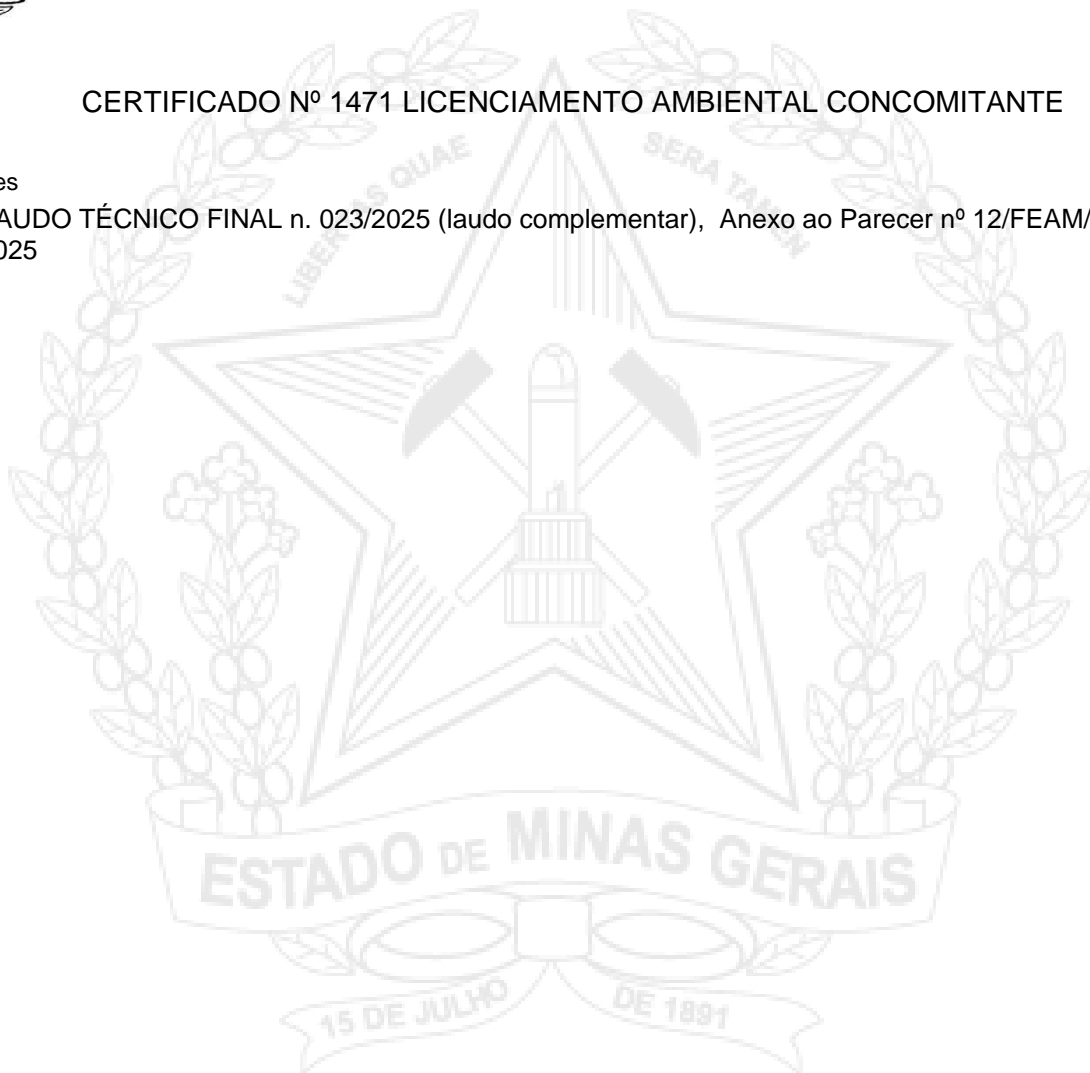 CERTIFICADO Nº 1471 LICENCIAMENTO AMBIENTAL CONCOMITANTE
es
AUDO TÉCNICO FINAL n. 023/2025 (laudo complementar), Anexo ao Parecer nº 12/FEAM/
025
LIBERTAS QUAE SERA TAMEN
ESTADO DE MINAS GERAIS
15 DE JULHO DE 1891